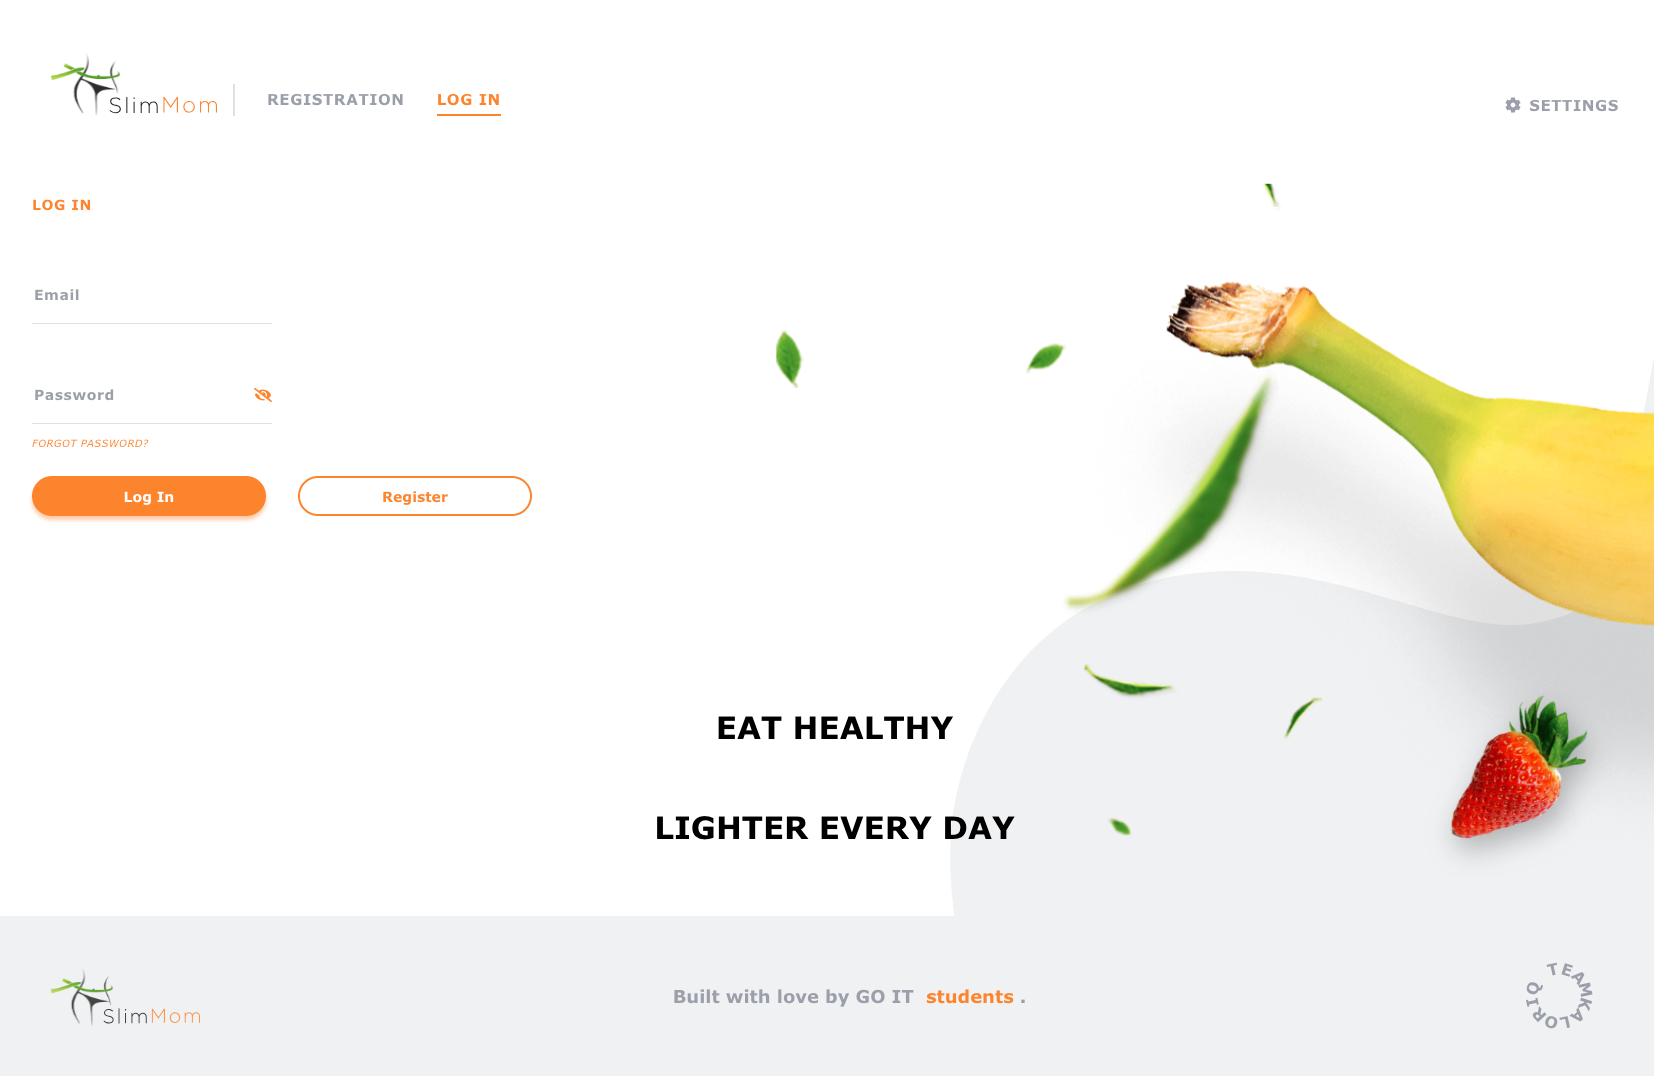 SlimMom
REGISTRATION
LOG IN
SETTINGS
LOG IN
Email
Password
FORGOT PASSWORD?
Log In
Register
EAT HEALTHY
LIGHTER EVERY DAY
SlimMom
Built with love by GO IT students .
TEAMKALORIQ